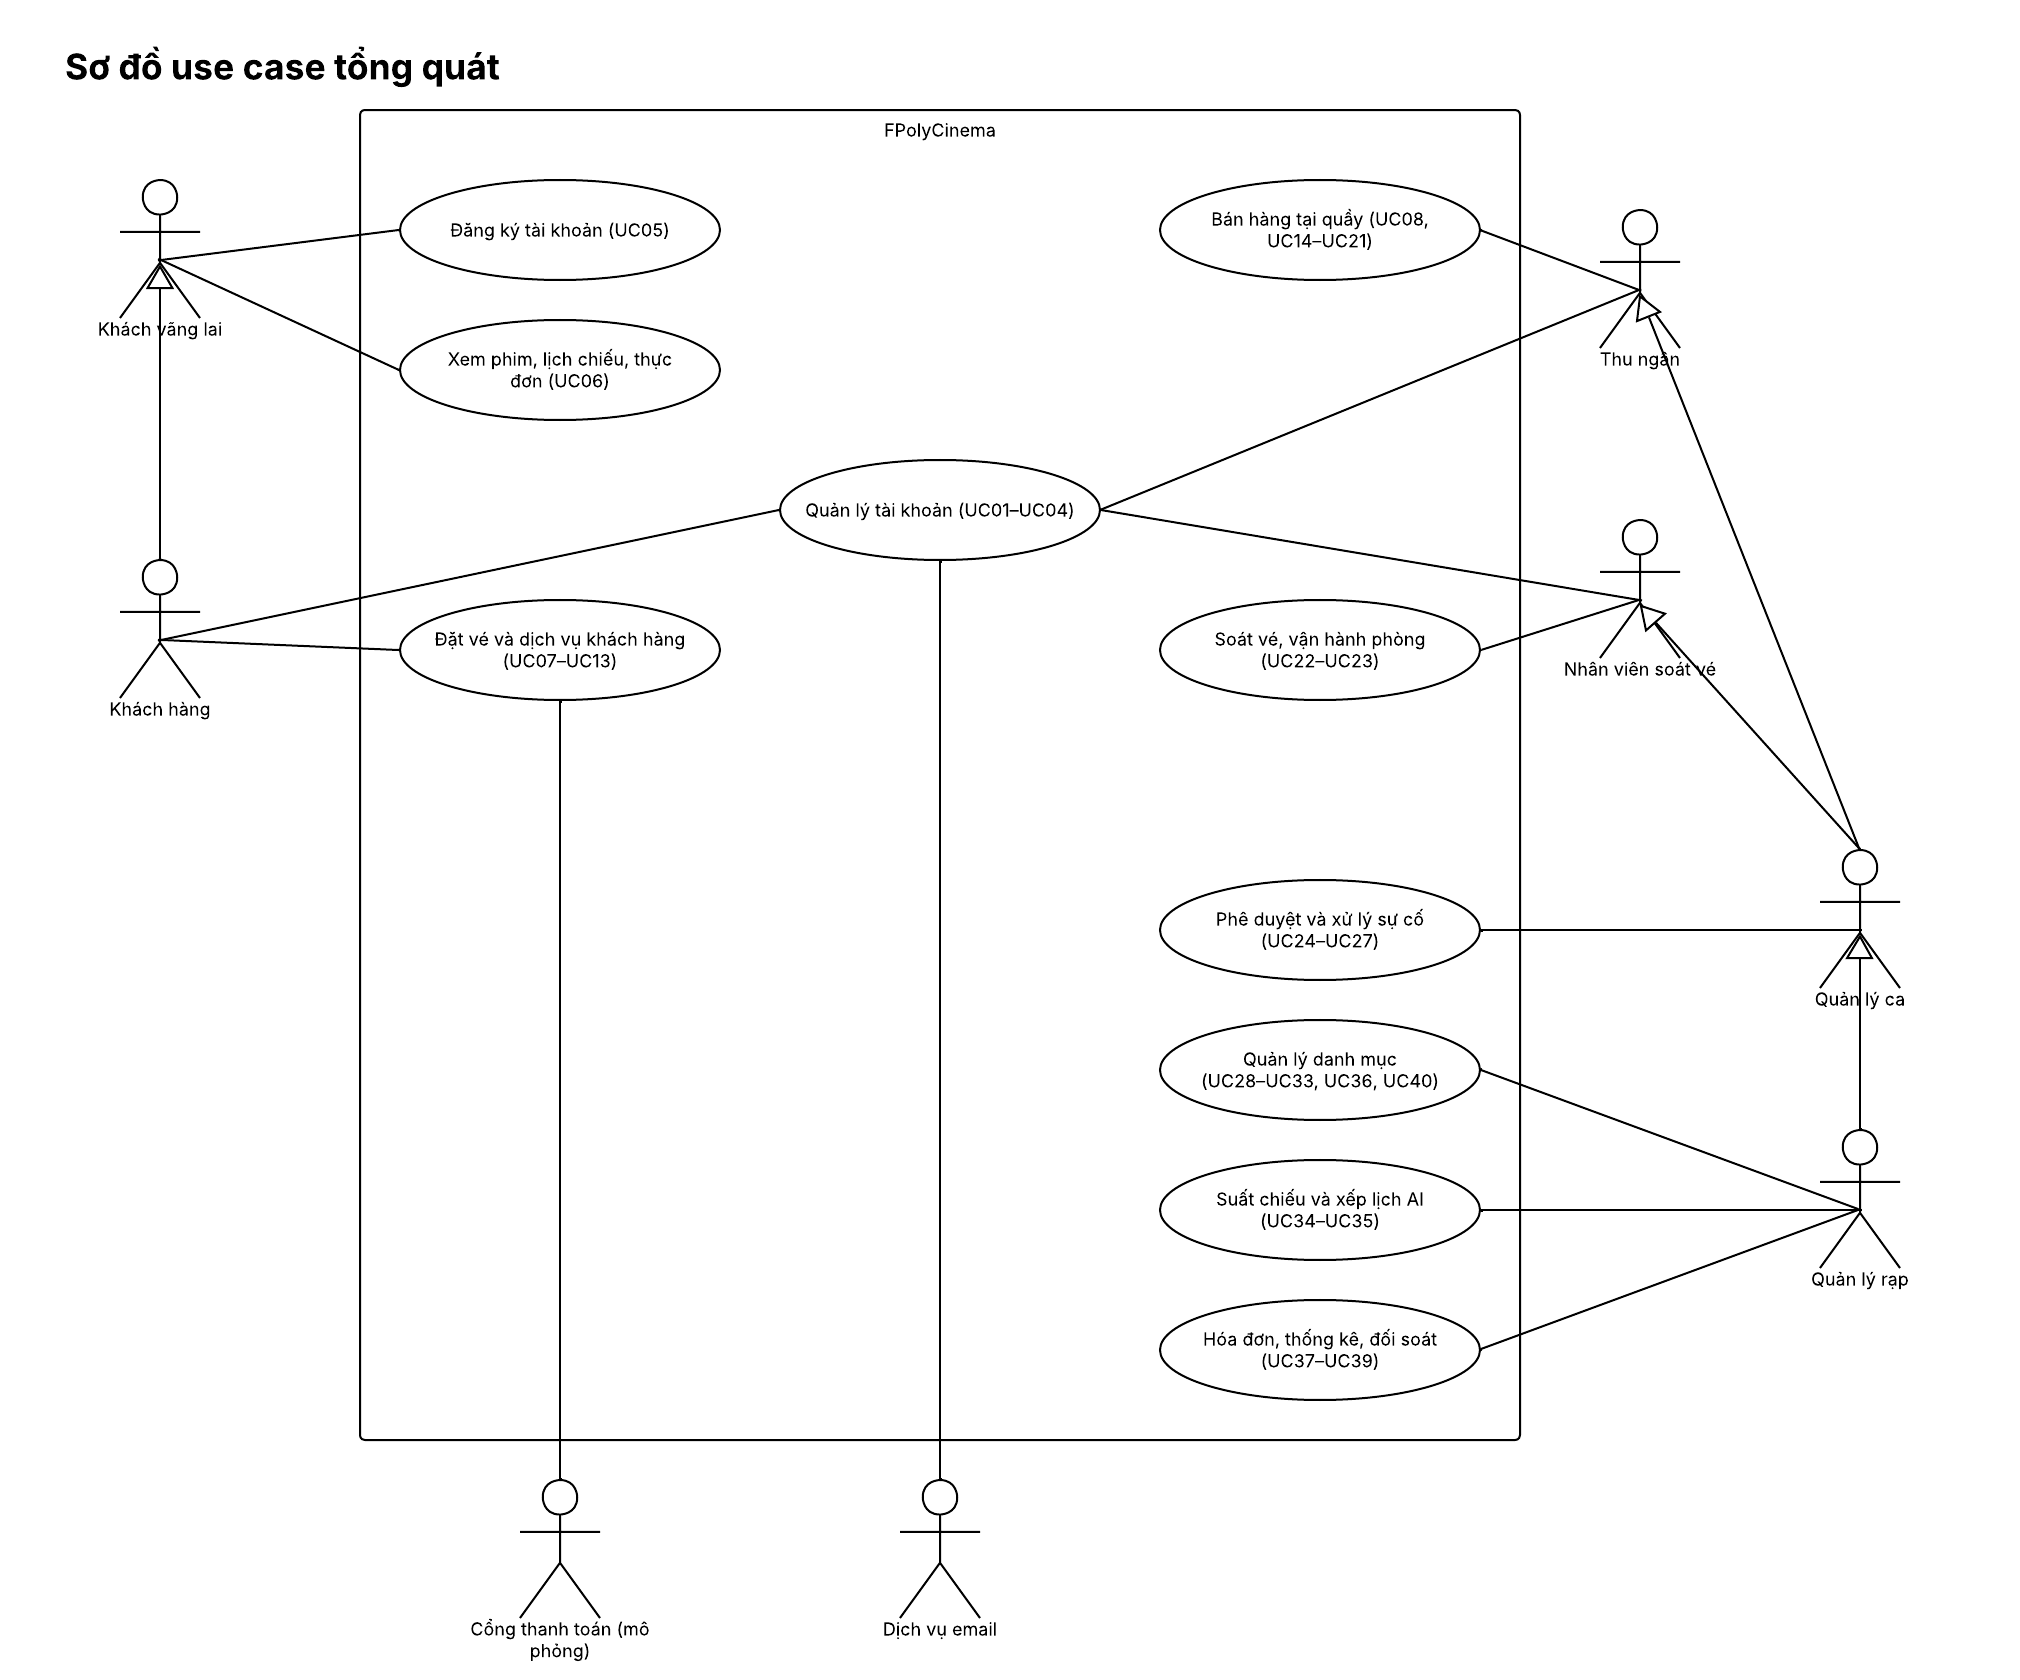 Sơ đồ use case tổng quát
FPolyCinema
Đăng ký tài khoản (UC05)
Bán hàng tại quầy (UC08,
UC14–UC21)
Khách vãng lai
Xem phim, lịch chiếu, thực
đơn (UC06)
Thu ngân
Quản lý tài khoản (UC01–UC04)
Đặt vé và dịch vụ khách hàng
(UC07–UC13)
Soát vé, vận hành phòng
(UC22–UC23)
Nhân viên soát vé
Khách hàng
Phê duyệt và xử lý sự cố
(UC24–UC27)
Quản lý ca
Quản lý danh mục
(UC28–UC33, UC36, UC40)
Suất chiếu và xếp lịch AI
(UC34–UC35)
Quản lý rạp
Hóa đơn, thống kê, đối soát
(UC37–UC39)
Cổng thanh toán (mô
phỏng)
Dịch vụ email